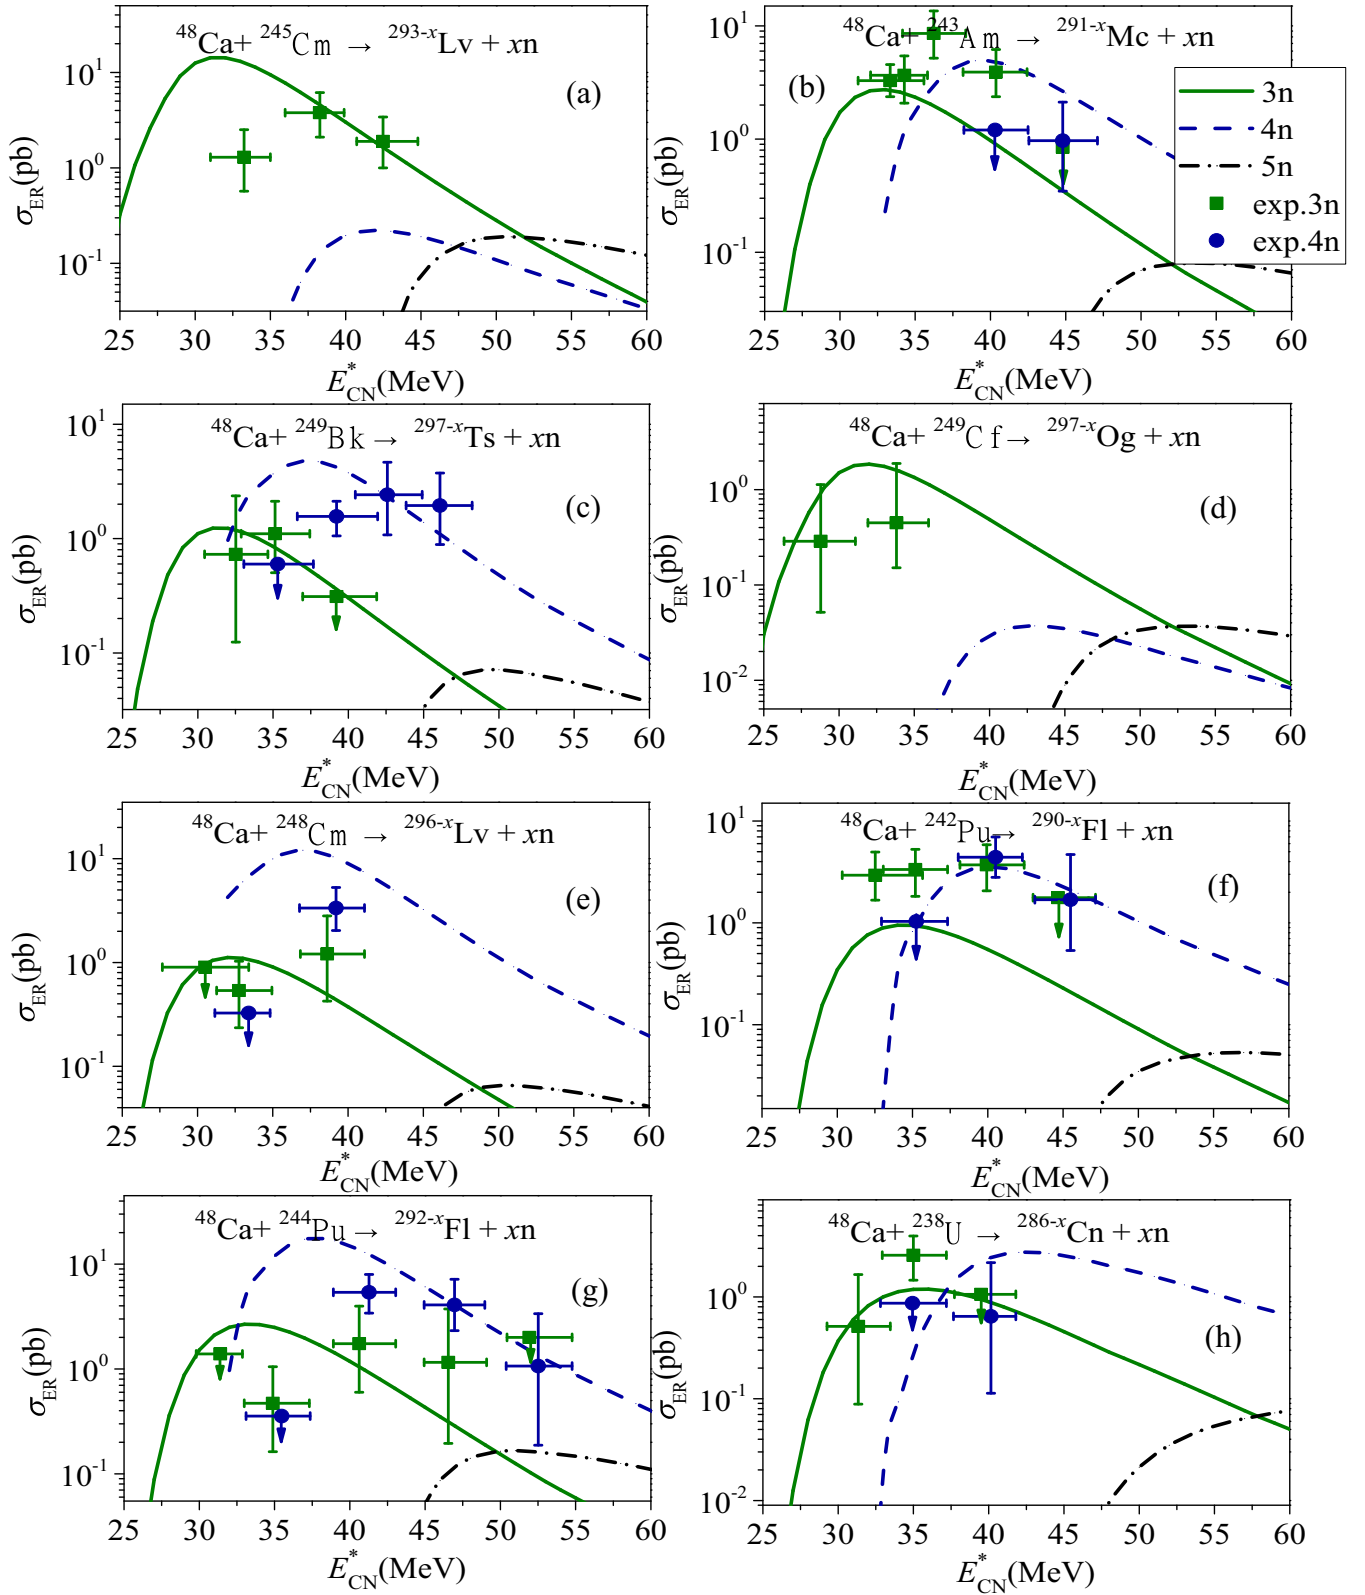 ⁴⁸Ca+ ²⁴⁵Cm → ²⁹³⁻ˣLv + xn
(a)
σER(pb)
10¹
10⁰
10⁻¹
25 30 35 40 45 50 55 60
E*CN(MeV)
⁴⁸Ca+ ²⁴³Am → ²⁹¹⁻ˣMc + xn
(b)
3n
4n
5n
exp.3n
exp.4n
σER(pb)
10¹
10⁰
10⁻¹
25 30 35 40 45 50 55 60
E*CN(MeV)
⁴⁸Ca+ ²⁴⁹Bk → ²⁹⁷⁻ˣTs + xn
(c)
σER(pb)
10¹
10⁰
10⁻¹
25 30 35 40 45 50 55 60
E*CN(MeV)
⁴⁸Ca+ ²⁴⁹Cf → ²⁹⁷⁻ˣOg + xn
(d)
σER(pb)
10⁰
10⁻¹
10⁻²
25 30 35 40 45 50 55 60
E*CN(MeV)
⁴⁸Ca+ ²⁴⁸Cm → ²⁹⁶⁻ˣLv + xn
(e)
σER(pb)
10¹
10⁰
10⁻¹
25 30 35 40 45 50 55 60
E*CN(MeV)
⁴⁸Ca+ ²⁴²Pu → ²⁹⁰⁻ˣFl + xn
(f)
σER(pb)
10¹
10⁰
10⁻¹
25 30 35 40 45 50 55 60
E*CN(MeV)
⁴⁸Ca+ ²⁴⁴Pu → ²⁹²⁻ˣFl + xn
(g)
σER(pb)
10¹
10⁰
10⁻¹
25 30 35 40 45 50 55 60
E*CN(MeV)
⁴⁸Ca+ ²³⁸U → ²⁸⁶⁻ˣCn + xn
(h)
σER(pb)
10⁰
10⁻¹
10⁻²
25 30 35 40 45 50 55 60
E*CN(MeV)